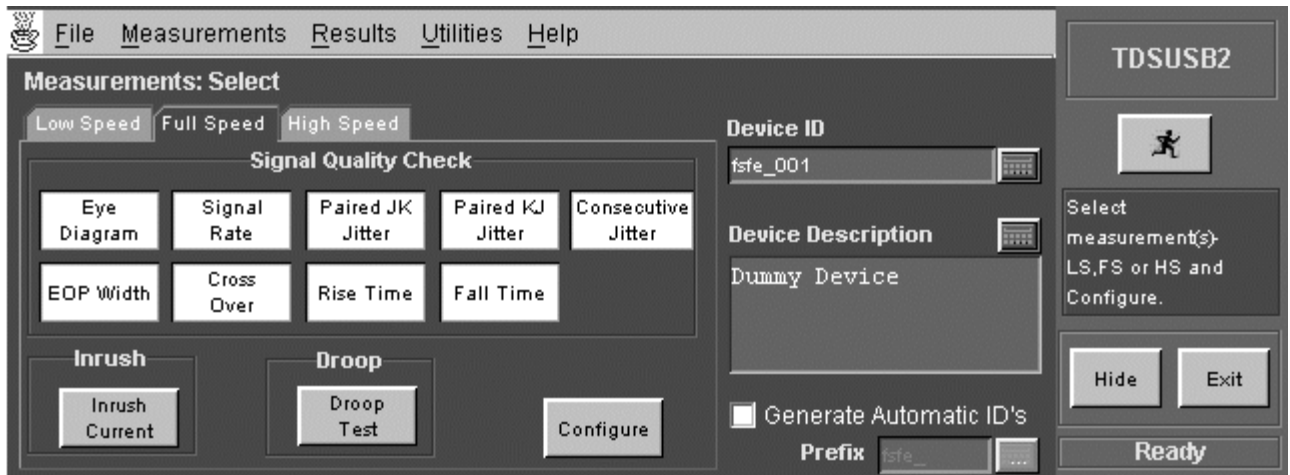 File Measurements Results Utilities Help
TDSUSB2
Measurements: Select
Low Speed Full Speed High Speed
Signal Quality Check
Eye
Diagram
Signal
Rate
Paired JK
Jitter
Paired KJ
Jitter
Consecutive
Jitter
EOP Width
Cross
Over
Rise Time
Fall Time
Inrush
Inrush
Current
Droop
Droop
Test
Configure
Device ID
fsfe_001
Device Description
Dummy Device
Generate Automatic ID's
Prefix fsfe_
...
Select
measurement(s)-
LS,FS or HS and
Configure.
Hide
Exit
Ready